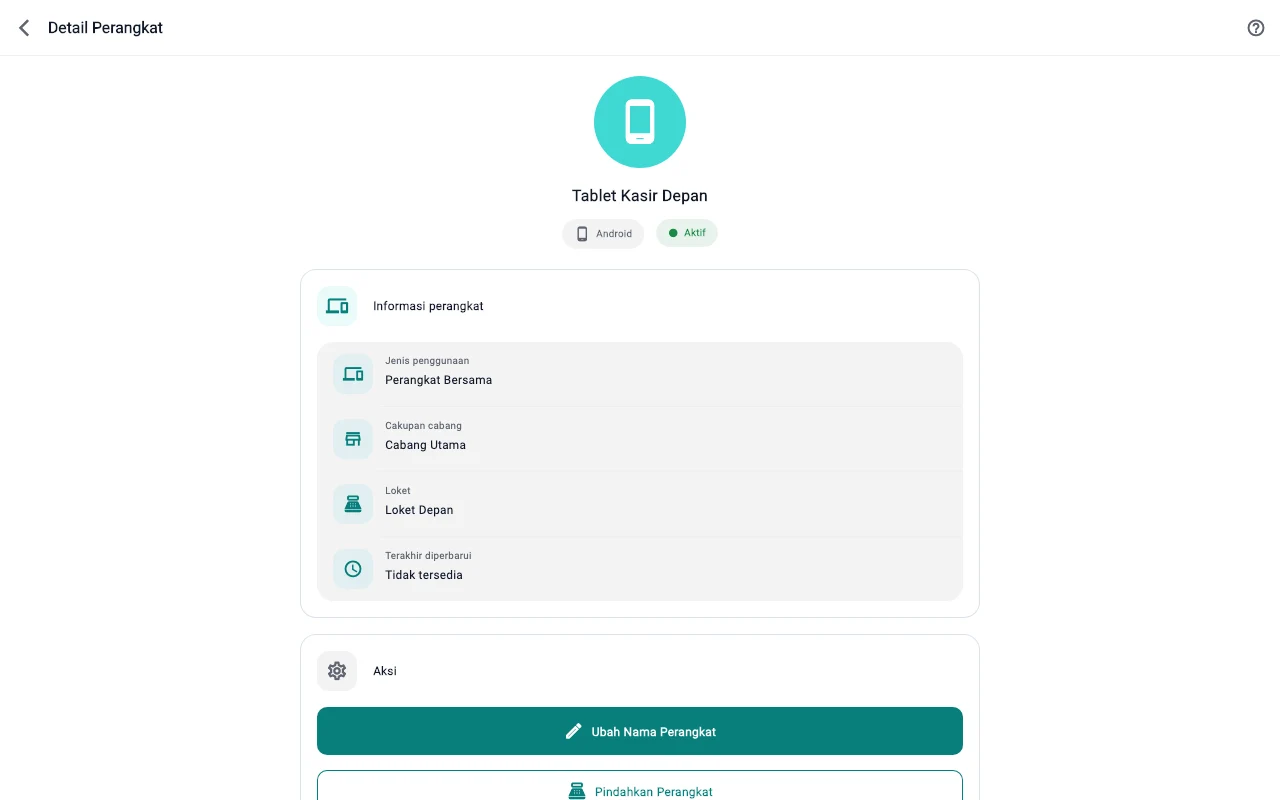 Detail Perangkat
Tablet Kasir Depan
Android
Aktif
Informasi perangkat
Jenis penggunaan
Perangkat Bersama
Cakupan cabang
Cabang Utama
Loket
Loket Depan
Terakhir diperbarui
Tidak tersedia
Aksi
Ubah Nama Perangkat
Pindahkan Perangkat